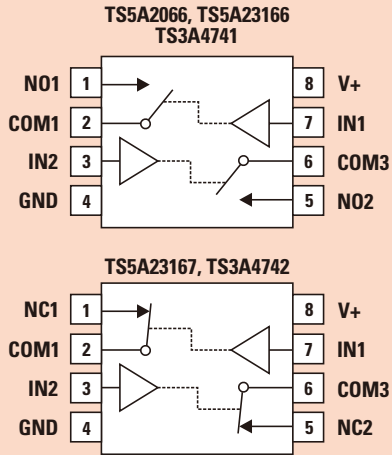 TS5A2066, TS5A23166
TS3A4741
NO1 1 8 V+
COM1 2 7 IN1
IN2 3 6 COM3
GND 4 5 NO2
TS5A23167, TS3A4742
NC1 1 8 V+
COM1 2 7 IN1
IN2 3 6 COM3
GND 4 5 NC2